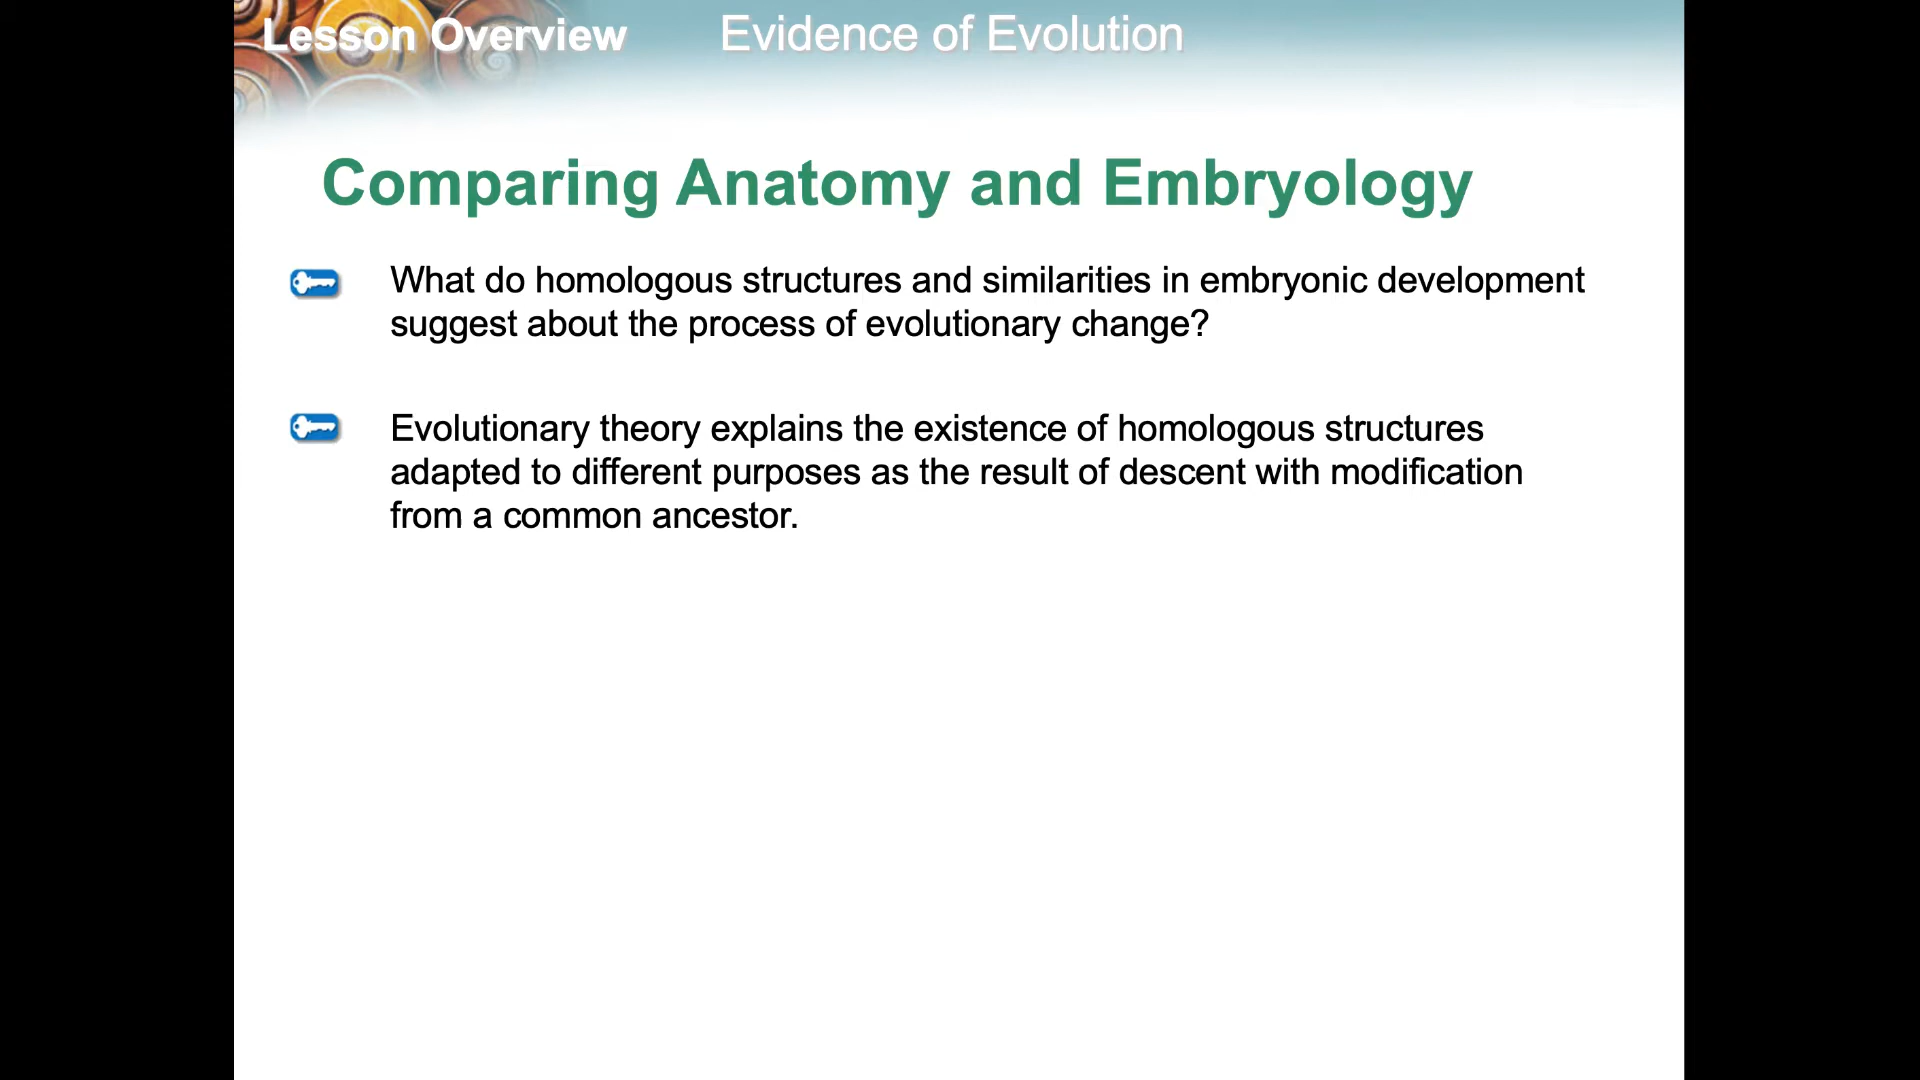 Lesson Overview Evidence of Evolution
Comparing Anatomy and Embryology
What do homologous structures and similarities in embryonic development
suggest about the process of evolutionary change?
Evolutionary theory explains the existence of homologous structures
adapted to different purposes as the result of descent with modification
from a common ancestor.